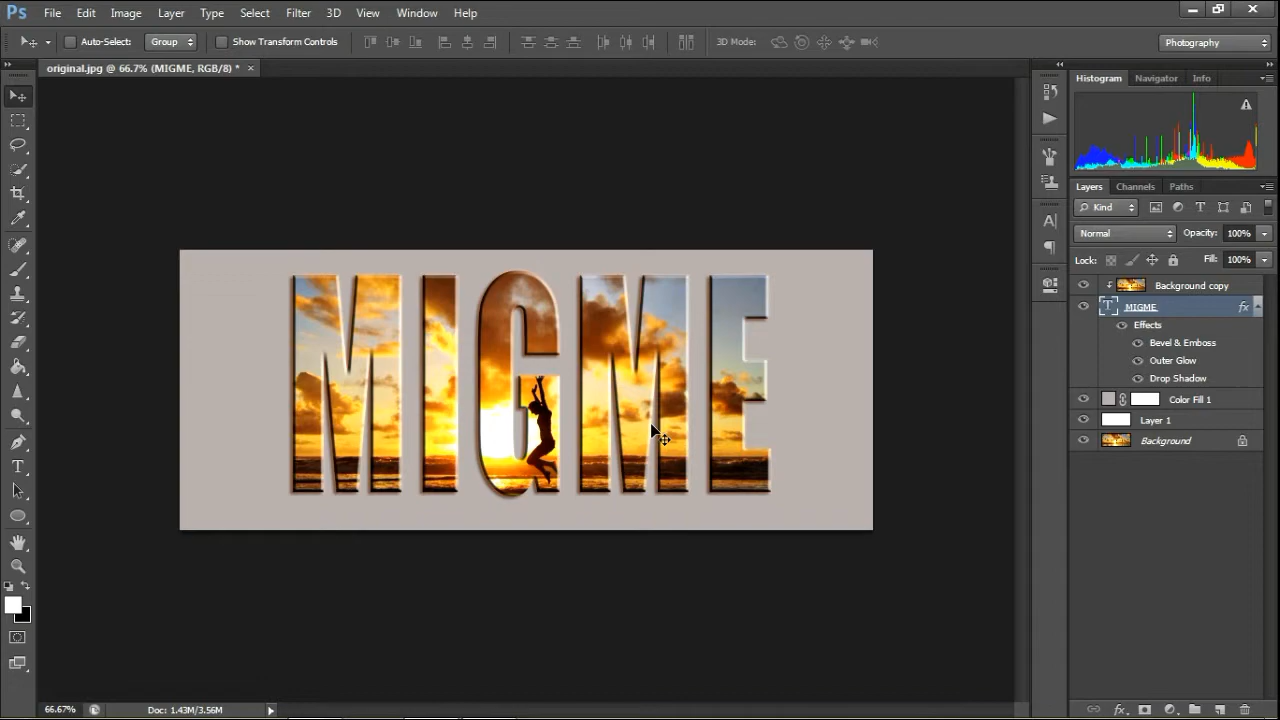 Ps File Edit Image Layer Type Select Filter 3D View Window Help
Auto-Select: Group Show Transform Controls 3D Mode: Photography
original.jpg @ 66.7% (MIGME, RGB/8) * ×
Histogram Navigator Info
Layers Channels Paths
Kind
Normal Opacity: 100%
Lock: Fill: 100%
Background copy
T MIGME fx
Effects
Bevel & Emboss
Outer Glow
Drop Shadow
Color Fill 1
Layer 1
Background
MIGME
66.67% Doc: 1.43M/3.56M